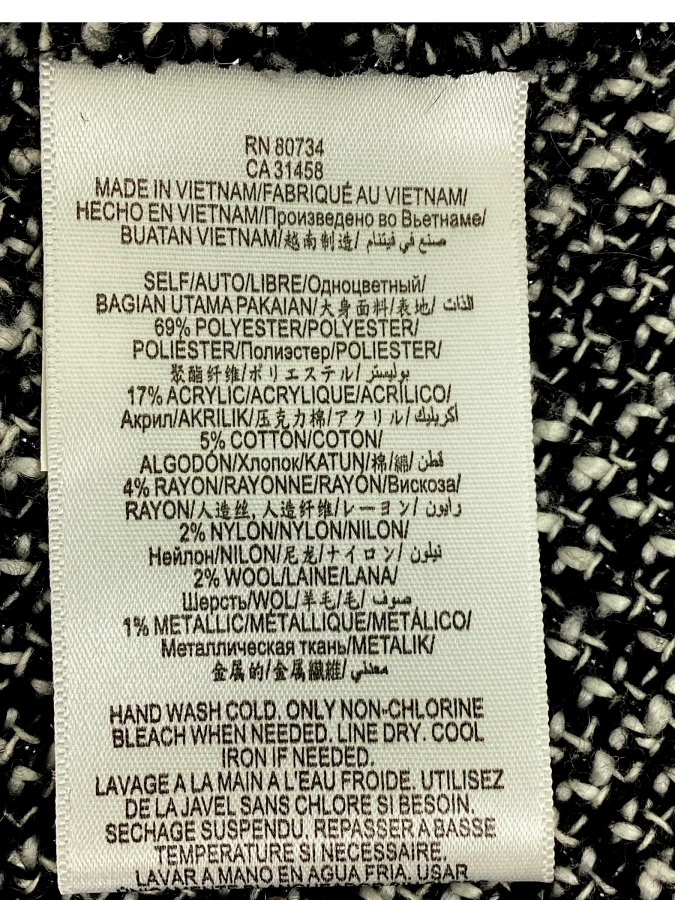 RN 80734
CA 31458
MADE IN VIETNAM/FABRIQUÉ AU VIETNAM/
HECHO EN VIETNAM/Произведено во Вьетнаме/
BUATAN VIETNAM/越南制造/ صنع في فيتنام
SELF/AUTO/LIBRE/Одноцветный/
BAGIAN UTAMA PAKAIAN/大身面料/表地/ الذات
69% POLYESTER/POLYESTER/
POLIÉSTER/Полиэстер/POLIESTER/
聚酯纤维/ポリエステル/ بوليستر
17% ACRYLIC/ACRYLIQUE/ACRÍLICO/
Акрил/AKRILIK/压克力棉/アクリル/ اكريليك
5% COTTON/COTON/
ALGODÓN/Хлопок/KATUN/棉/綿/ قطن
4% RAYON/RAYONNE/RAYÓN/Вискоза/
RAYON/人造丝, 人造纤维/レーヨン/ رايون
2% NYLON/NYLON/NILON/
Нейлон/NILON/尼龙/ナイロン/ نيلون
2% WOOL/LAINE/LANA/
Шерсть/WOL/羊毛/毛/ صوف
1% METALLIC/MÉTALLIQUE/METÁLICO/
Металлическая ткань/METALIK/
金属的/金属繊維/ معدني
HAND WASH COLD. ONLY NON-CHLORINE
BLEACH WHEN NEEDED. LINE DRY. COOL
IRON IF NEEDED.
LAVAGE A LA MAIN A L'EAU FROIDE. UTILISEZ
DE LA JAVEL SANS CHLORE SI BESOIN.
SECHAGE SUSPENDU. REPASSER A BASSE
TEMPERATURE SI NECESSAIRE.
LAVAR A MANO EN AGUA FRIA. USAR